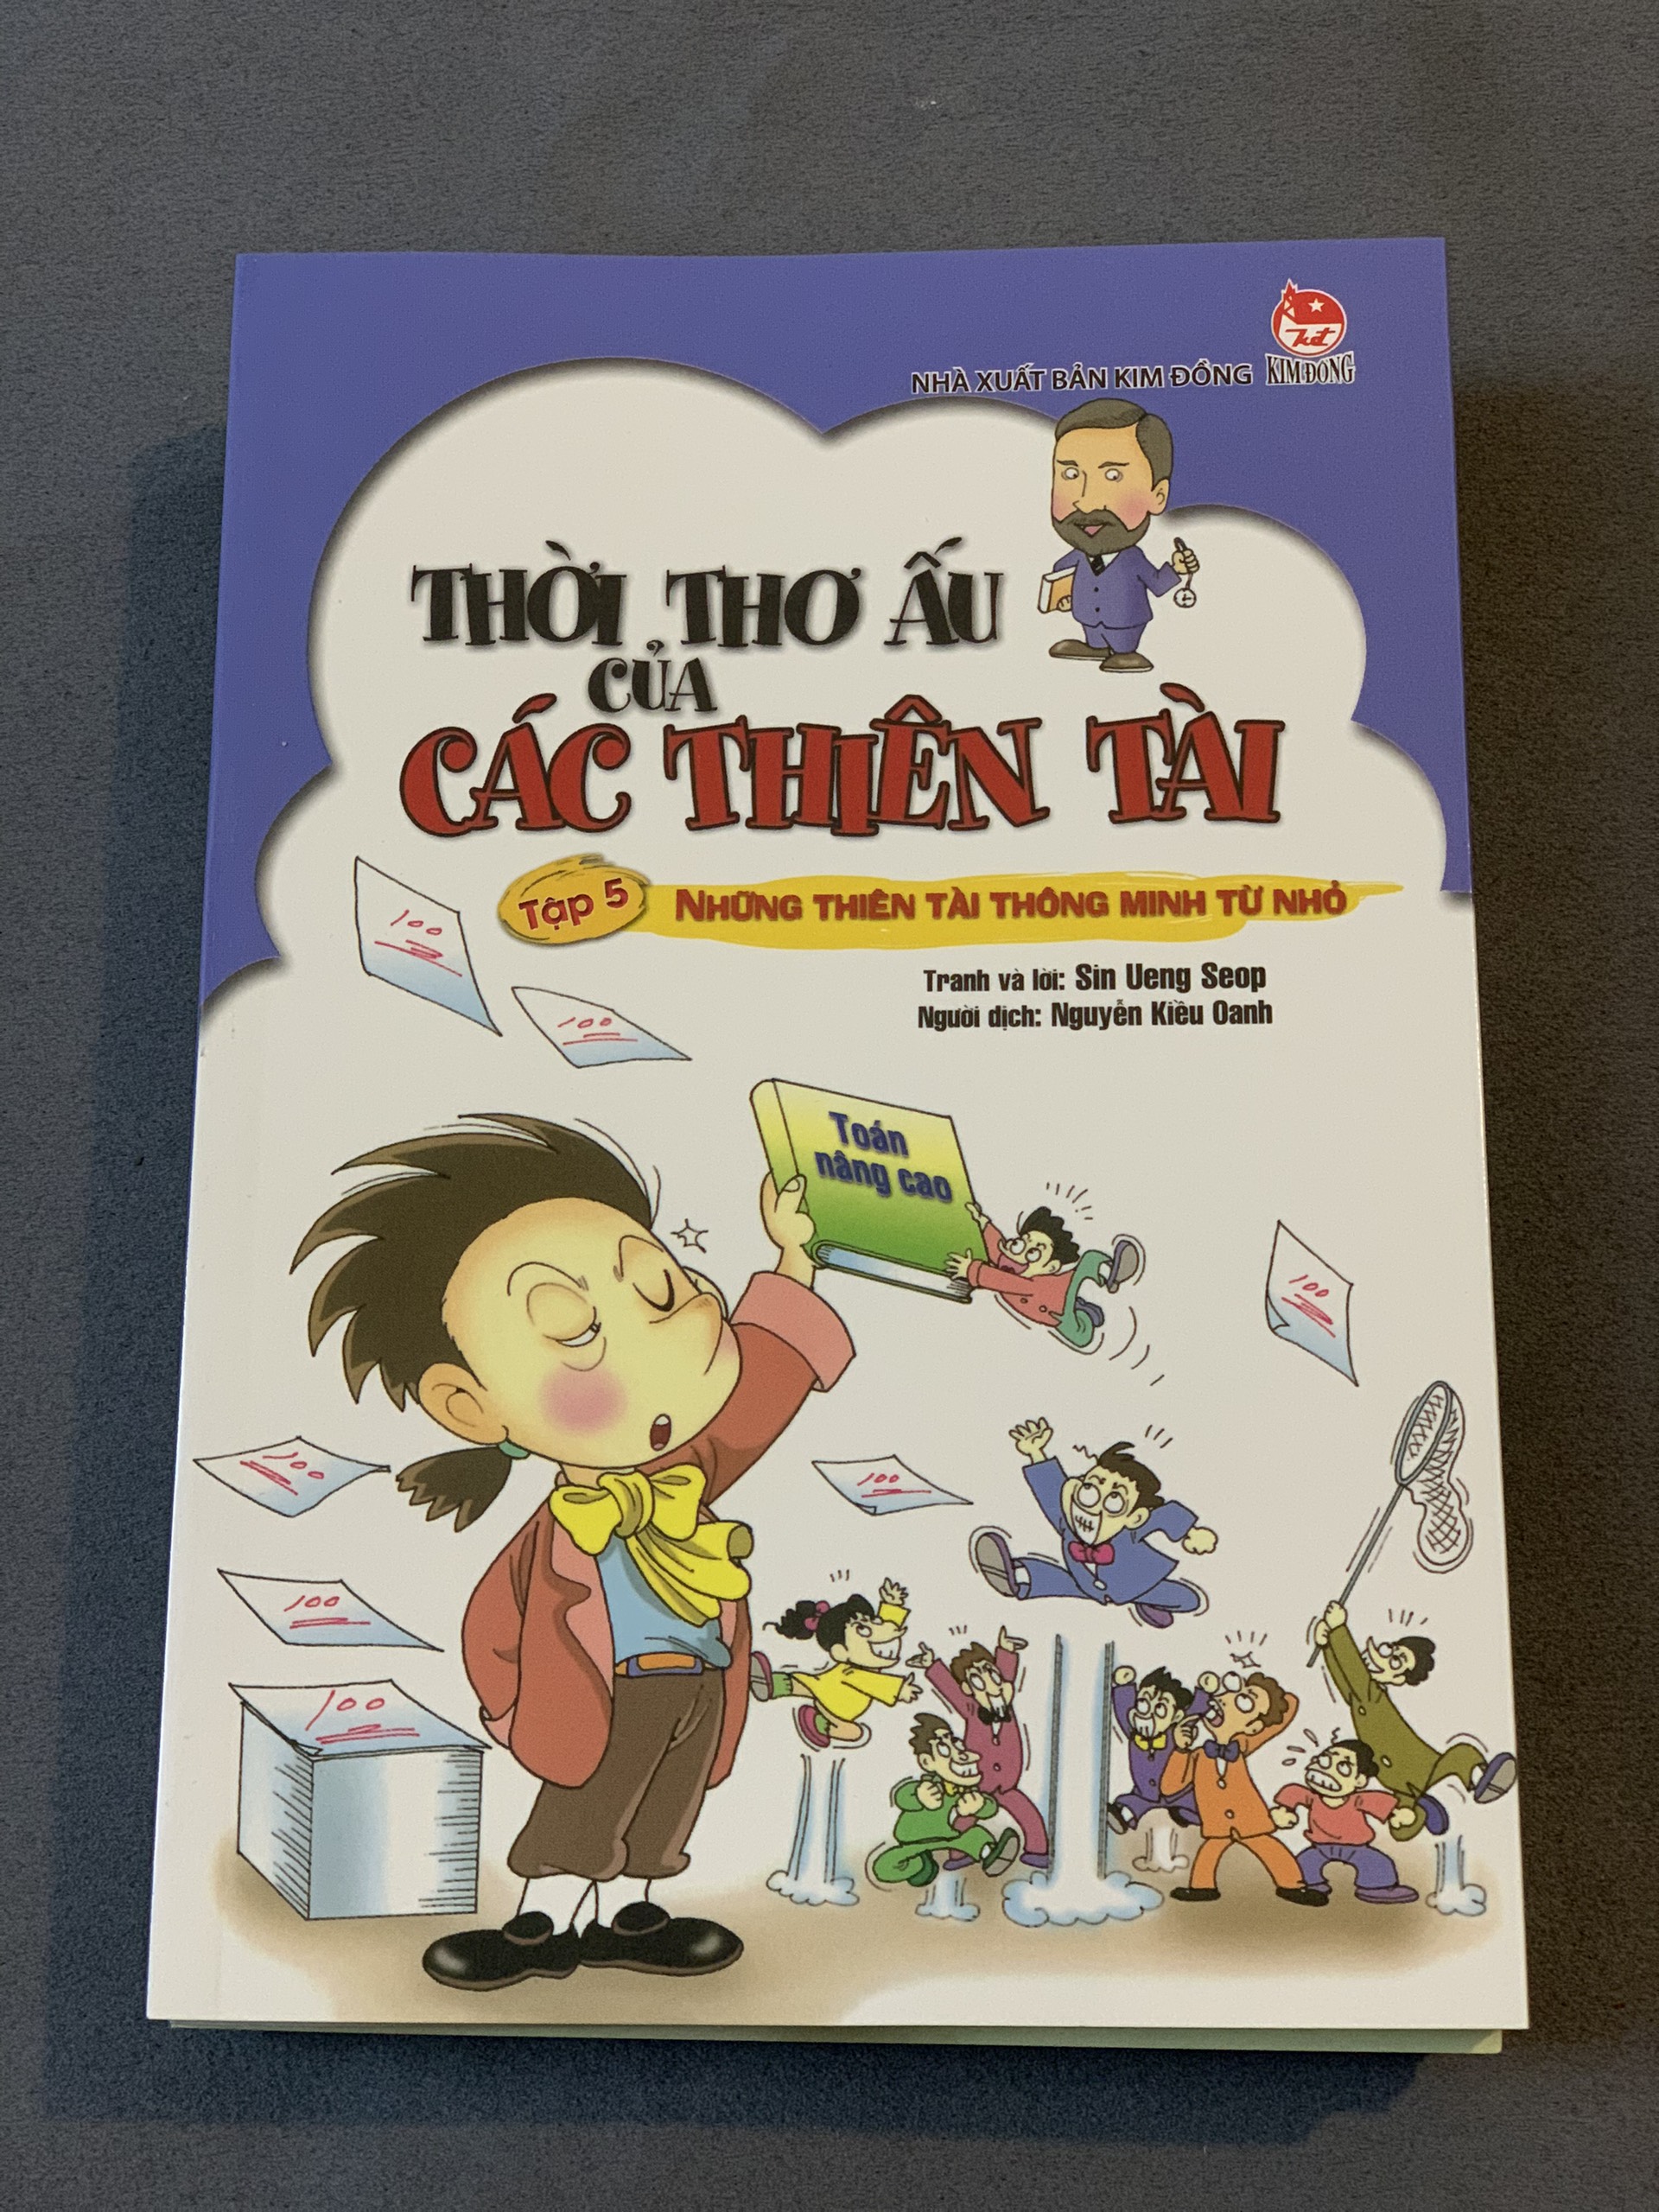 NHÀ XUẤT BẢN KIM ĐỒNG
Kđ
KIM ĐỒNG
THỜI THƠ ẤU
CỦA
CÁC THIÊN TÀI
Tập 5 NHỮNG THIÊN TÀI THÔNG MINH TỪ NHỎ
Tranh và lời: Sin Ueng Seop
Người dịch: Nguyễn Kiều Oanh
100
100
Toán
nâng cao
100
100
100
100
100